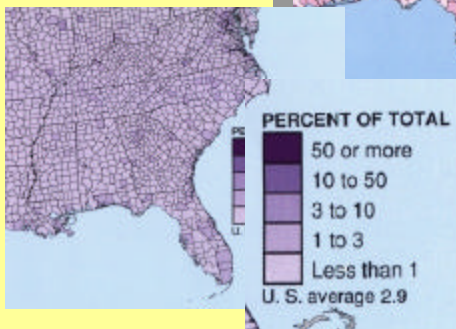 PERCENT OF TOTAL
50 or more
10 to 50
3 to 10
1 to 3
Less than 1
U. S. average 2.9